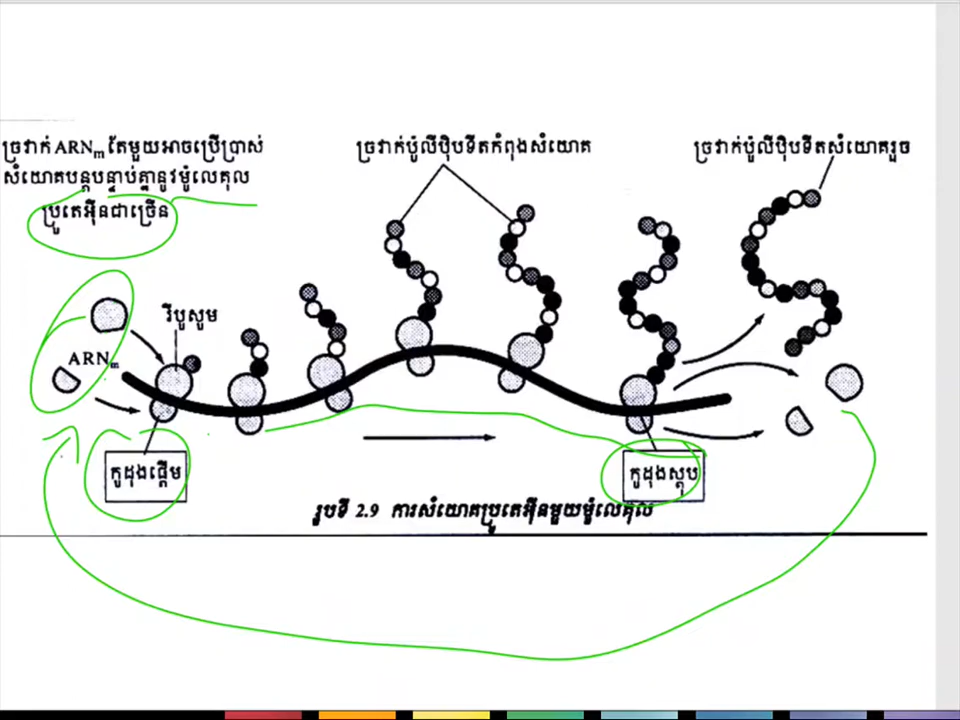 ច្រវាក់ ARNm តែមួយអាចប្រើប្រាស់
សំយោគបន្តបន្ទាប់គ្នានូវម៉ូលេគុល
ប្រូតេអ៊ីនជាច្រើន
ច្រវាក់ប៉ូលីប៉ិបទីតកំពុងសំយោគ
ច្រវាក់ប៉ូលីប៉ិបទីតសំយោគរួច
រីបូសូម
ARNm
កូដុងផ្តើម
កូដុងស្តុប
រូបទី 2.9 ការសំយោគប្រូតេអ៊ីនមួយម៉ូលេគុល